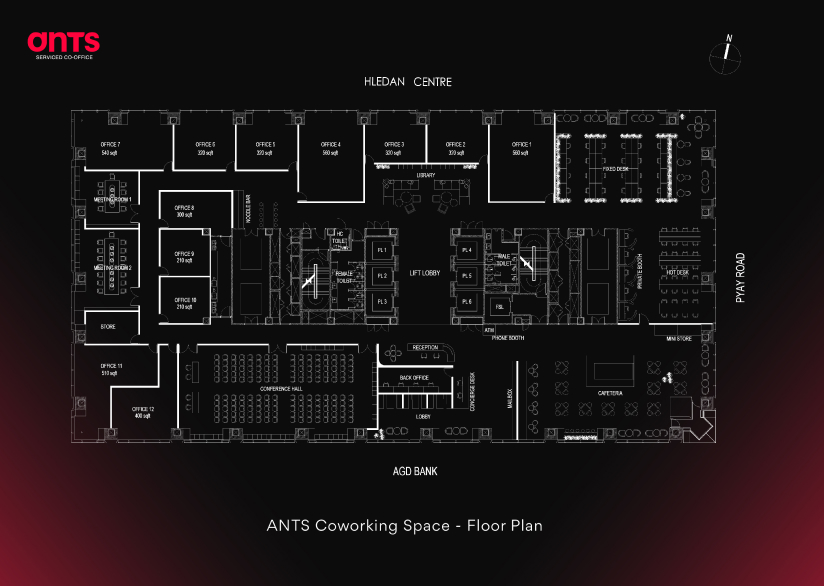 ants
SERVICED CO-OFFICE
N
HLEDAN CENTRE
OFFICE 7
540 sqft
OFFICE 6
320 sqft
OFFICE 5
320 sqft
OFFICE 4
560 sqft
OFFICE 3
320 sqft
OFFICE 2
320 sqft
OFFICE 1
560 sqft
FIXED DESK
LIBRARY
MEETING ROOM 1
OFFICE 8
300 sqft
NOODLE BAR
HC
TOILET
PL 1
PL 4
OFFICE 9
210 sqft
MEETING ROOM 2
FEMALE
TOILET
PL 2
LIFT LOBBY
PL 5
MALE
TOILET
PRIVATE BOOTH
HOT DESK
PYAY ROAD
OFFICE 10
210 sqft
PL 3
PL 6
FSL
STORE
ATM
PHONE BOOTH
MINI STORE
RECEPTION
OFFICE 11
510 sqft
BACK OFFICE
CONFERENCE HALL
CONCIERGE DESK
MAILBOX
CAFETERIA
OFFICE 12
400 sqft
LOBBY
AGD BANK
ANTS Coworking Space - Floor Plan